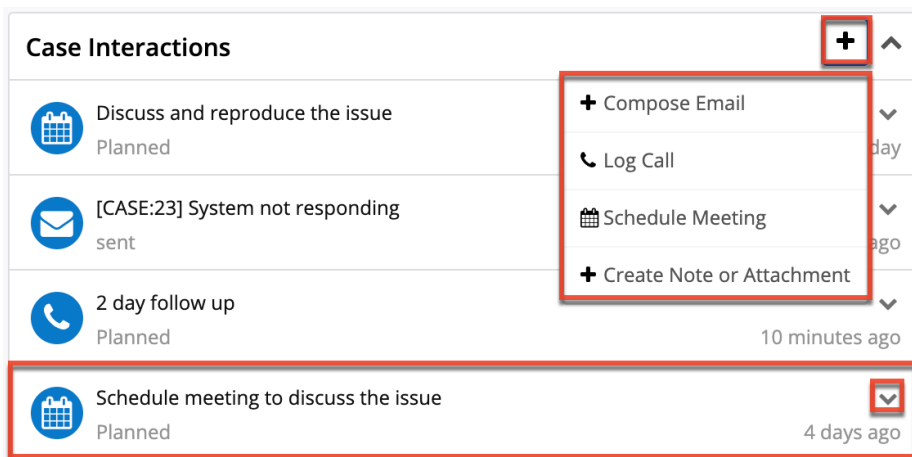 Case Interactions
Discuss and reproduce the issue
Planned
day
[CASE:23] System not responding
sent
ago
2 day follow up
Planned
10 minutes ago
Schedule meeting to discuss the issue
Planned
4 days ago
Compose Email
Log Call
Schedule Meeting
Create Note or Attachment